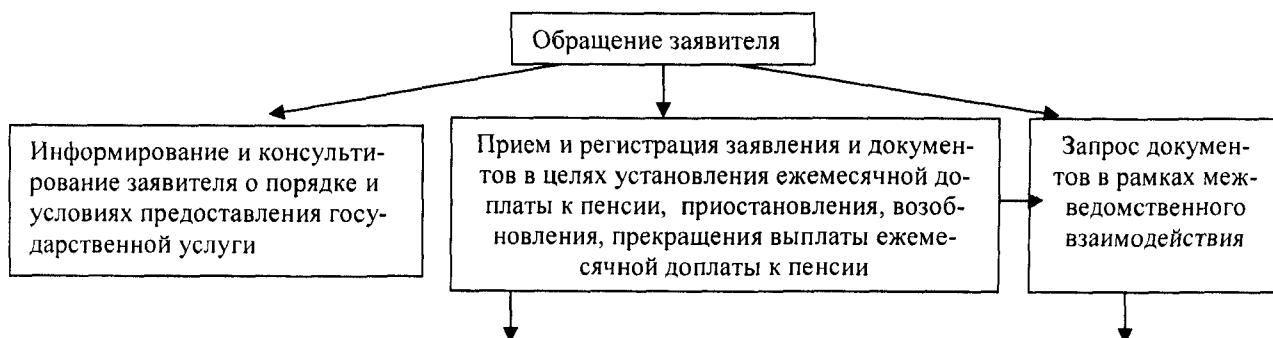 Обращение заявителя
Информирование и консульти-
рование заявителя о порядке и
условиях предоставления госу-
дарственной услуги
Прием и регистрация заявления и докумен-
тов в целях установления ежемесячной до-
платы к пенсии, приостановления, возоб-
новления, прекращения выплаты ежеме-
сячной доплаты к пенсии
Запрос докумен-
тов в рамках меж-
ведомственного
взаимодействия